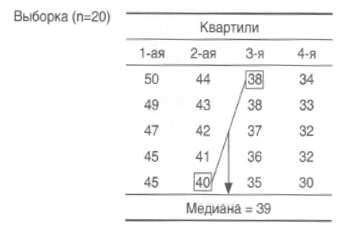 Выборка (n=20)
Квартили
1-ая 2-ая 3-я 4-я
50 44 38 34
49 43 38 33
47 42 37 32
45 41 36 32
45 40 35 30
Медиана = 39